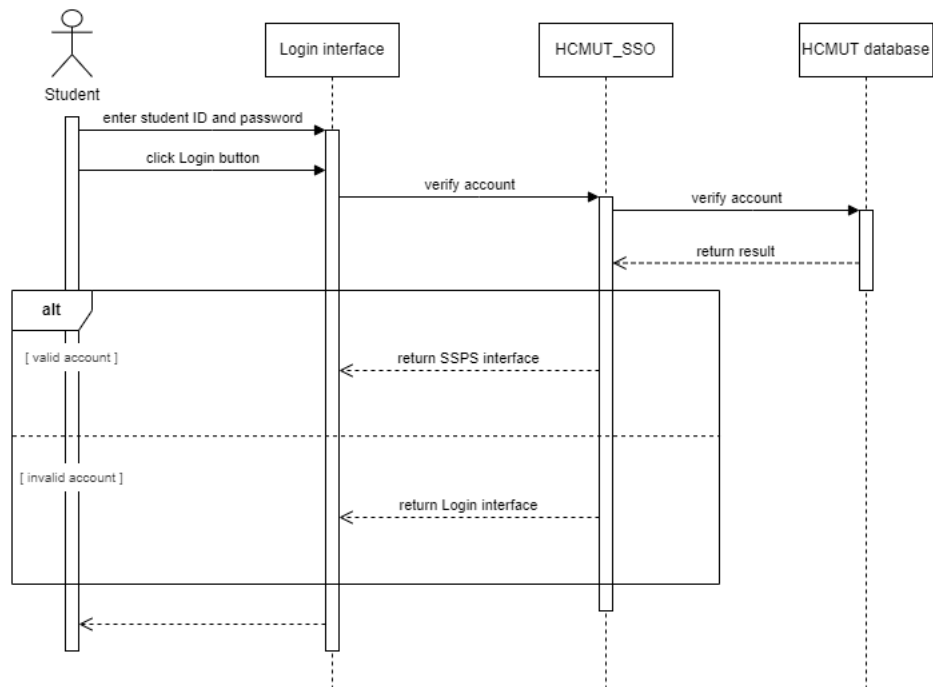 Login interface
HCMUT_SSO
HCMUT database
Student
enter student ID and password
click Login button
verify account
verify account
return result
alt
[ valid account ]
return SSPS interface
[ invalid account ]
return Login interface